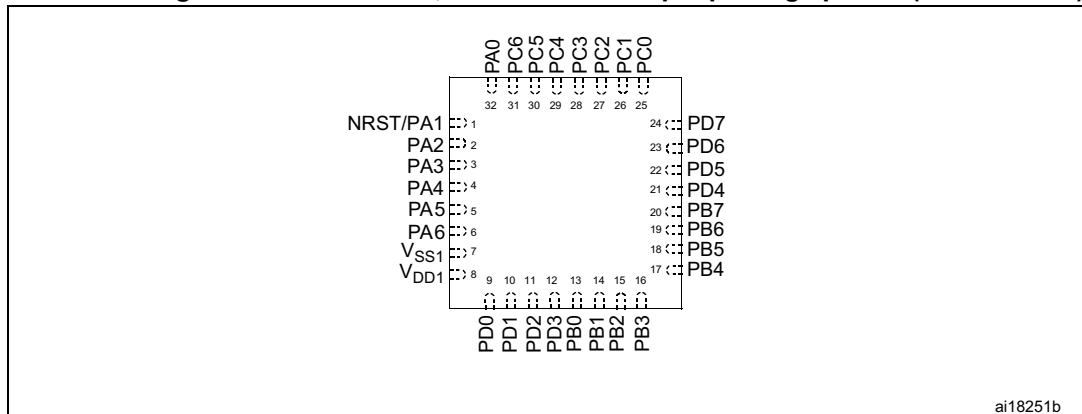 PA0
PC6
PC5
PC4
PC3
PC2
PC1
PC0
32 31 30 29 28 27 26 25
NRST/PA1 1
PA2 2
PA3 3
PA4 4
PA5 5
PA6 6
VSS1 7
VDD1 8
24 PD7
23 PD6
22 PD5
21 PD4
20 PB7
19 PB6
18 PB5
17 PB4
9 10 11 12 13 14 15 16
PD0
PD1
PD2
PD3
PB0
PB1
PB2
PB3
ai18251b